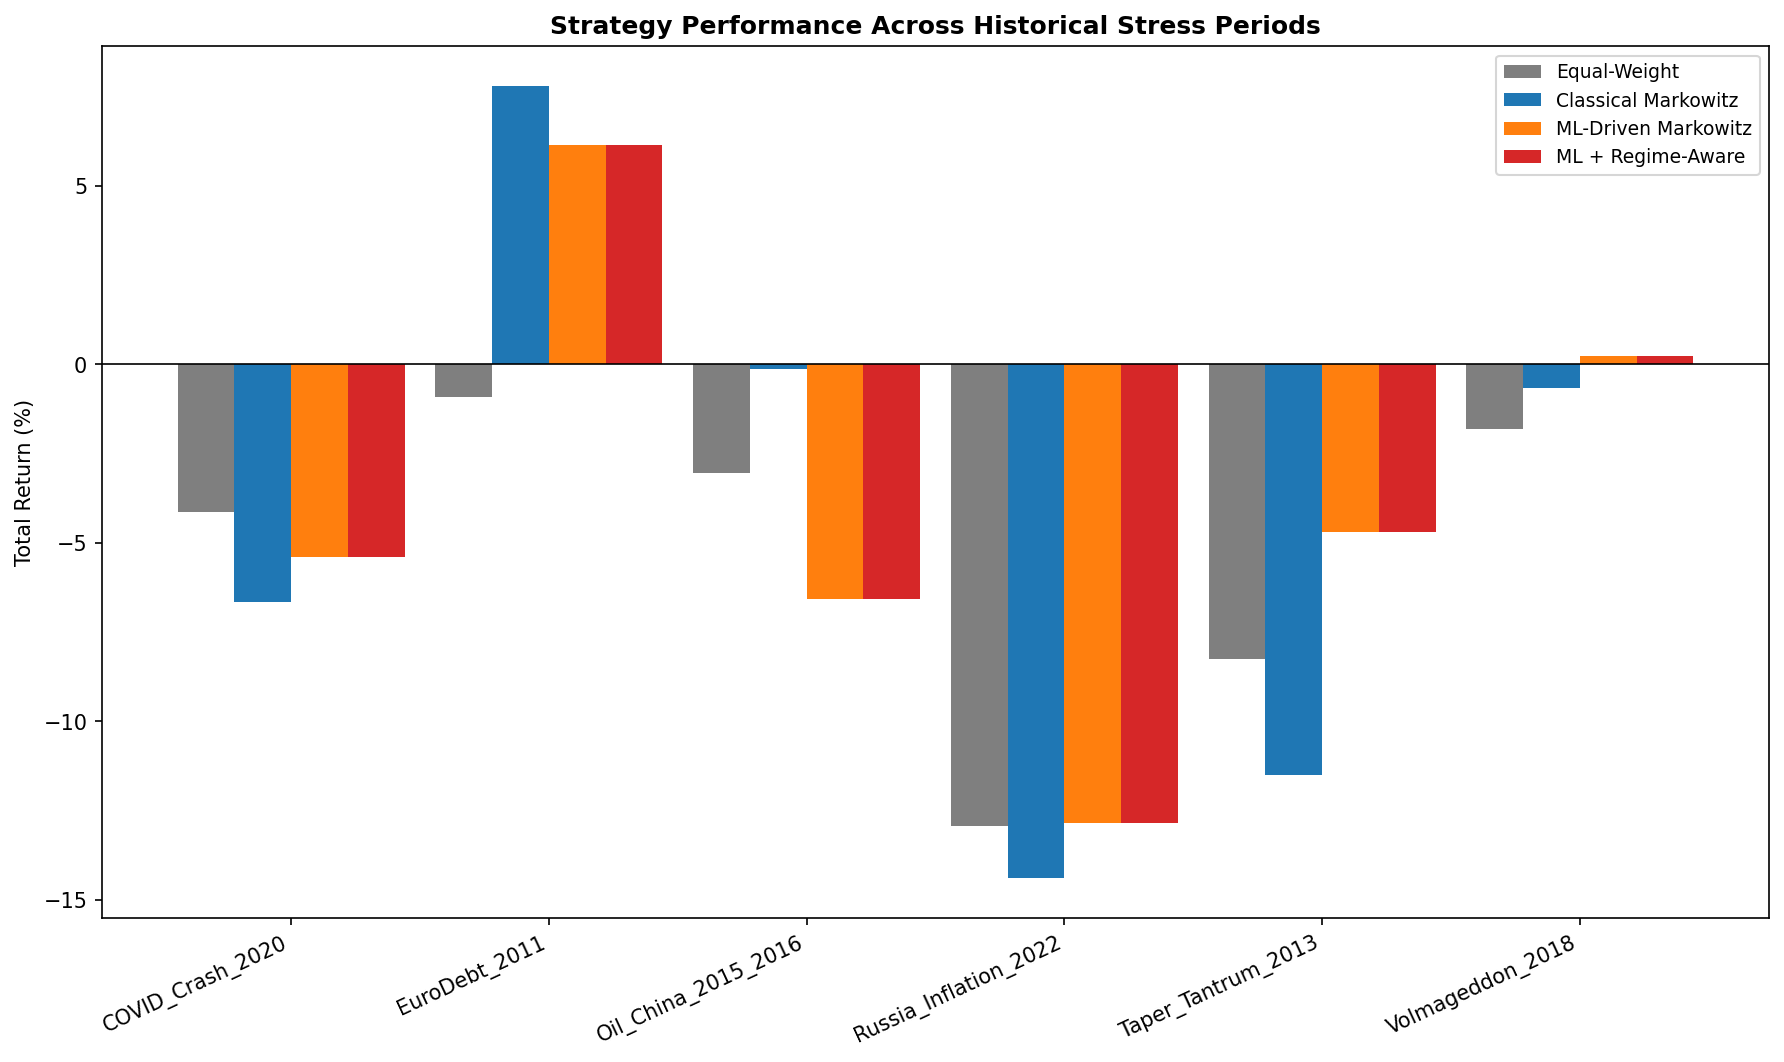 Strategy Performance Across Historical Stress Periods
Equal-Weight
Classical Markowitz
ML-Driven Markowitz
ML + Regime-Aware
Total Return (%)
5
0
−5
−10
−15
COVID_Crash_2020
EuroDebt_2011
Oil_China_2015_2016
Russia_Inflation_2022
Taper_Tantrum_2013
Volmageddon_2018